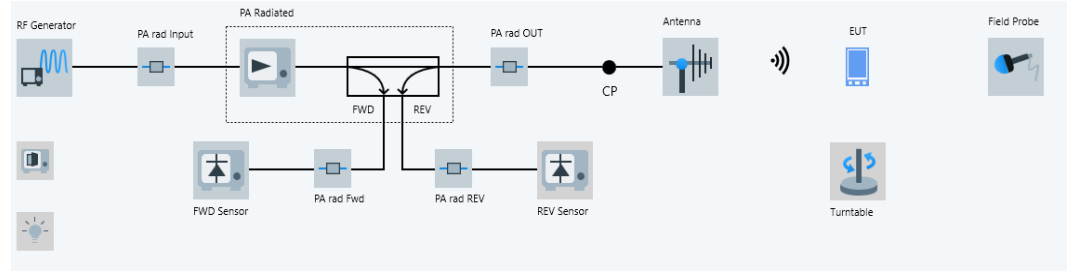 PA Radiated
RF Generator
PA rad Input
PA rad OUT
Antenna
EUT
Field Probe
CP
FWD
REV
PA rad Fwd
PA rad REV
FWD Sensor
REV Sensor
Turntable